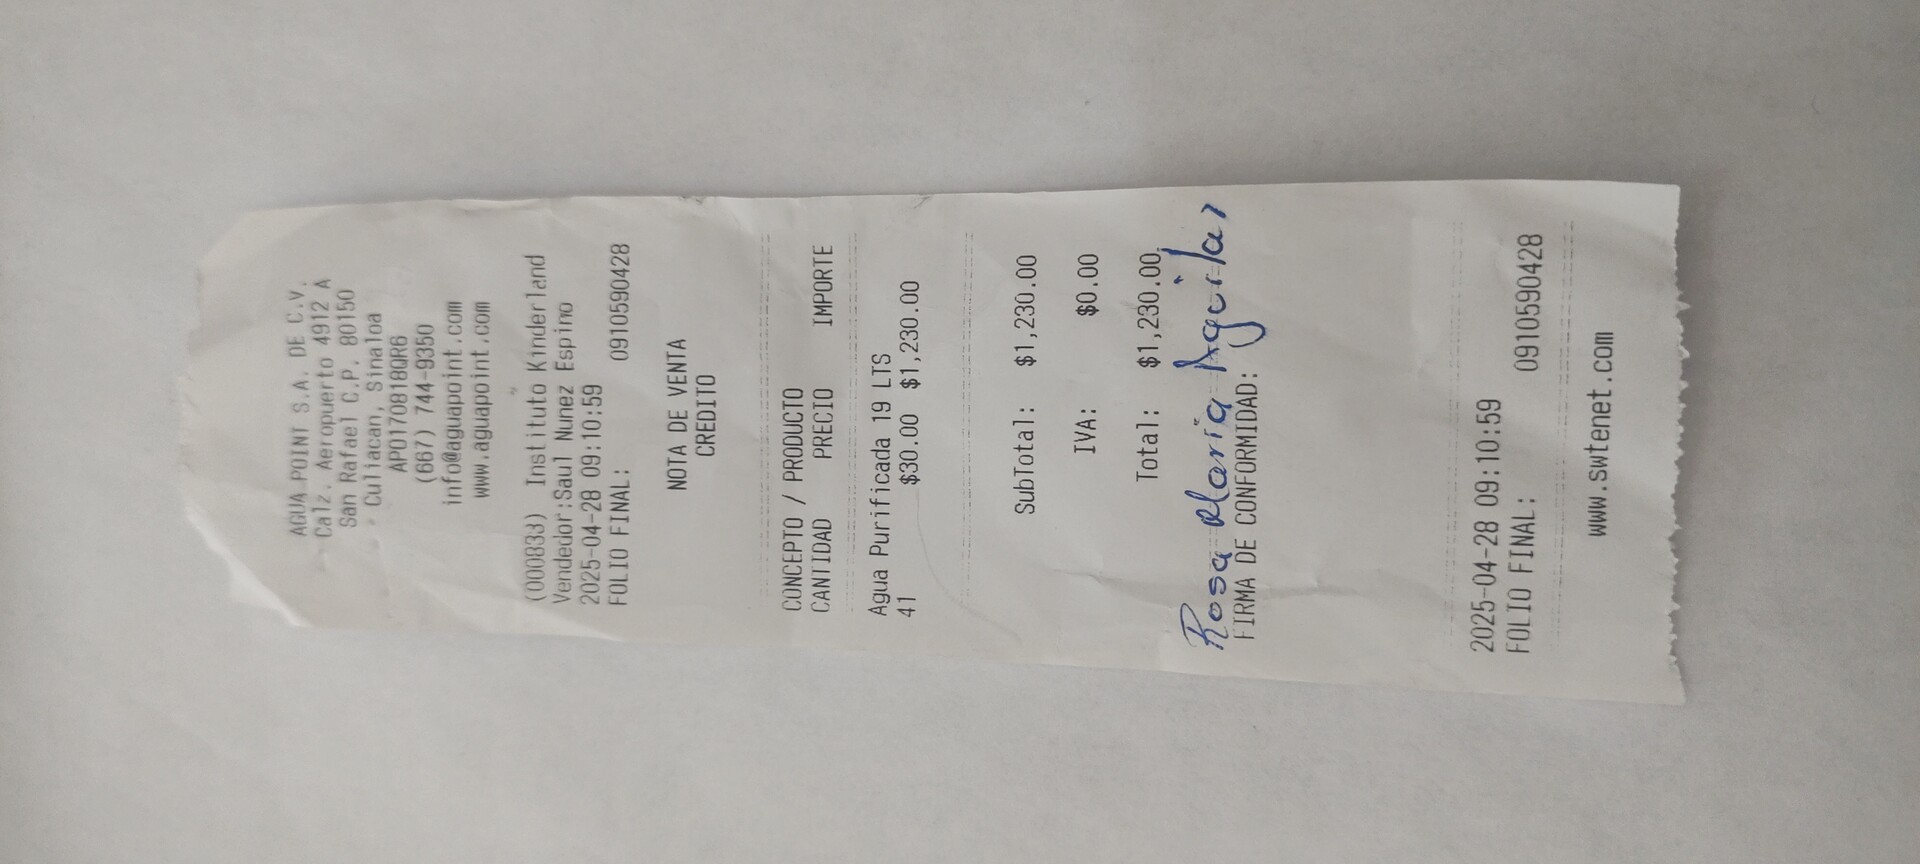 AGUA POINT S.A. DE C.V.
Calz. Aeropuerto 4912 A
San Rafael C.P. 80150
Culiacan, Sinaloa
APO170818QR6
(667) 744-9350
info@aguapoint.com
www.aguapoint.com
(000833) Instituto Kinderland
Vendedor:Saul Nunez Espino
2025-04-28 09:10:59
FOLIO FINAL: 0910590428
NOTA DE VENTA
CREDITO
CONCEPTO / PRODUCTO
CANTIDAD PRECIO IMPORTE
Agua Purificada 19 LTS
41 $30.00 $1,230.00
SubTotal: $1,230.00
IVA: $0.00
Total: $1,230.00
Rosa Maria Aguilar
FIRMA DE CONFORMIDAD:
2025-04-28 09:10:59
FOLIO FINAL: 0910590428
www.swtenet.com